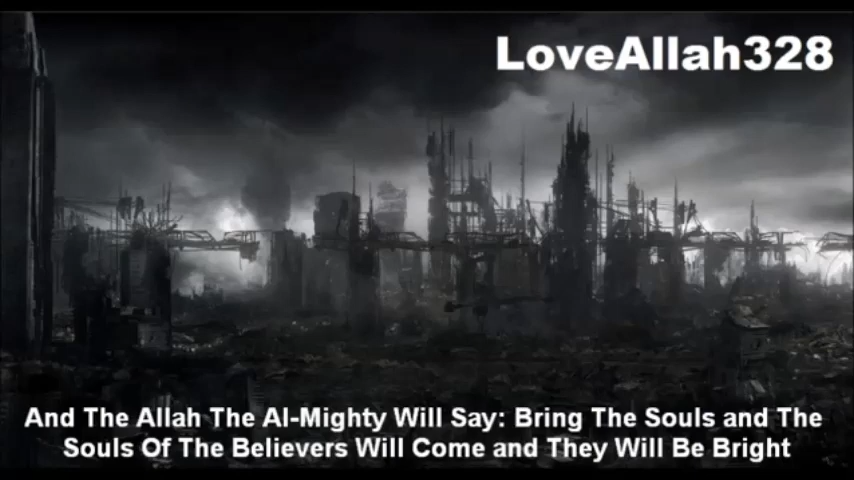 LoveAllah328
And The Allah The Al-Mighty Will Say: Bring The Souls and The
Souls Of The Believers Will Come and They Will Be Bright